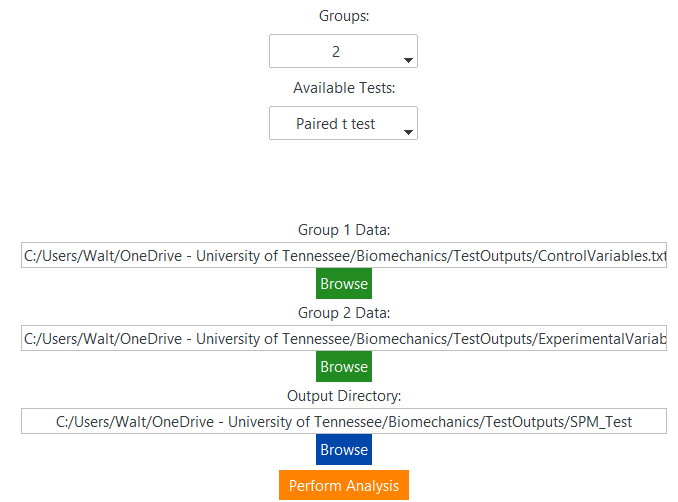 Groups:
2
Available Tests:
Paired t test
Group 1 Data:
C:/Users/Walt/OneDrive - University of Tennessee/Biomechanics/TestOutputs/ControlVariables.txt
Browse
Group 2 Data:
C:/Users/Walt/OneDrive - University of Tennessee/Biomechanics/TestOutputs/ExperimentalVariab
Browse
Output Directory:
C:/Users/Walt/OneDrive - University of Tennessee/Biomechanics/TestOutputs/SPM_Test
Browse
Perform Analysis